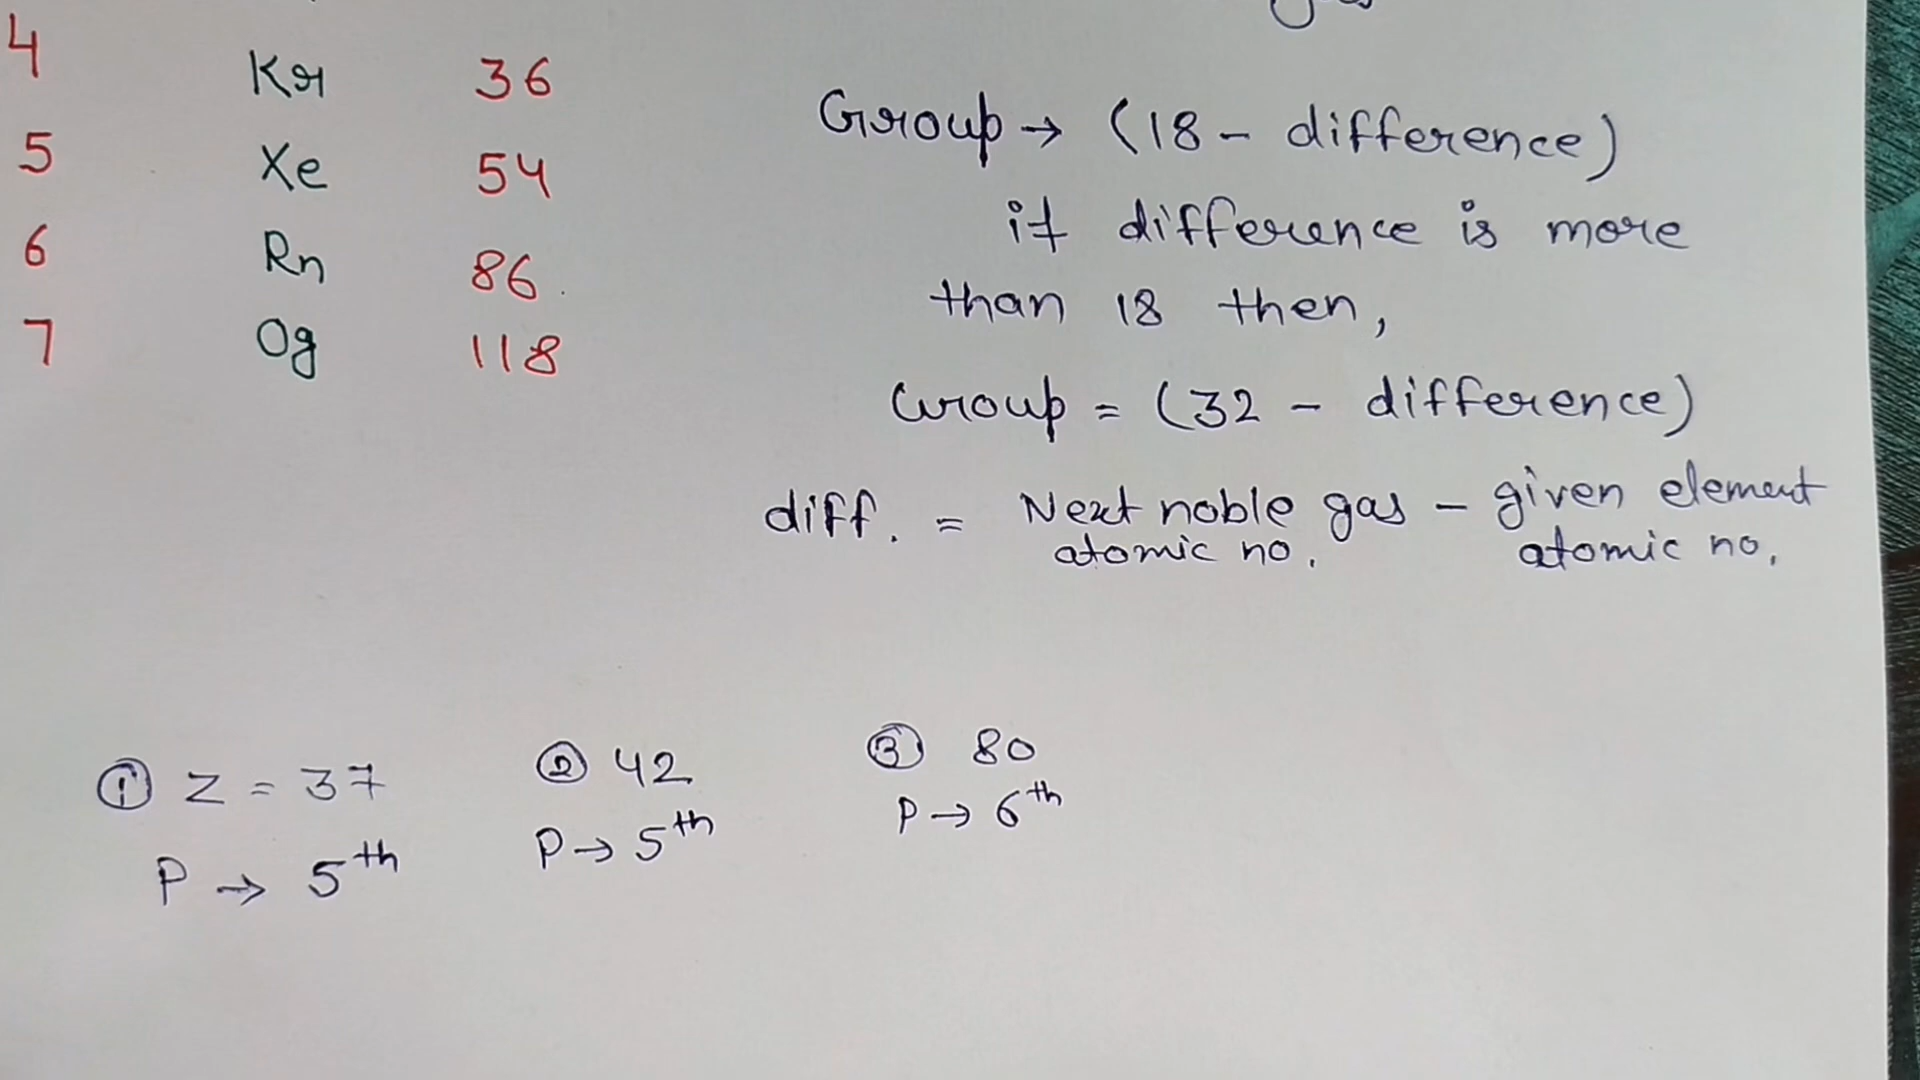 4 Kr 36
5 Xe 54
6 Rn 86
7 Og 118
Group → (18 - difference)
if difference is more
than 18 then,
Group = (32 - difference)
diff. = Next noble gas - given element
atomic no. atomic no.
① Z = 37
P → 5th
② 42
P → 5th
③ 80
P → 6th